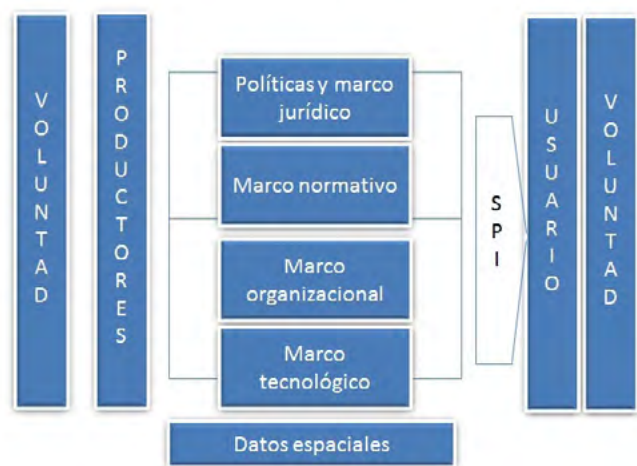 VOLUNTAD
PRODUCTORES
Políticas y marco
jurídico
Marco normativo
Marco
organizacional
Marco
tecnológico
Datos espaciales
SPI
USUARIO
VOLUNTAD